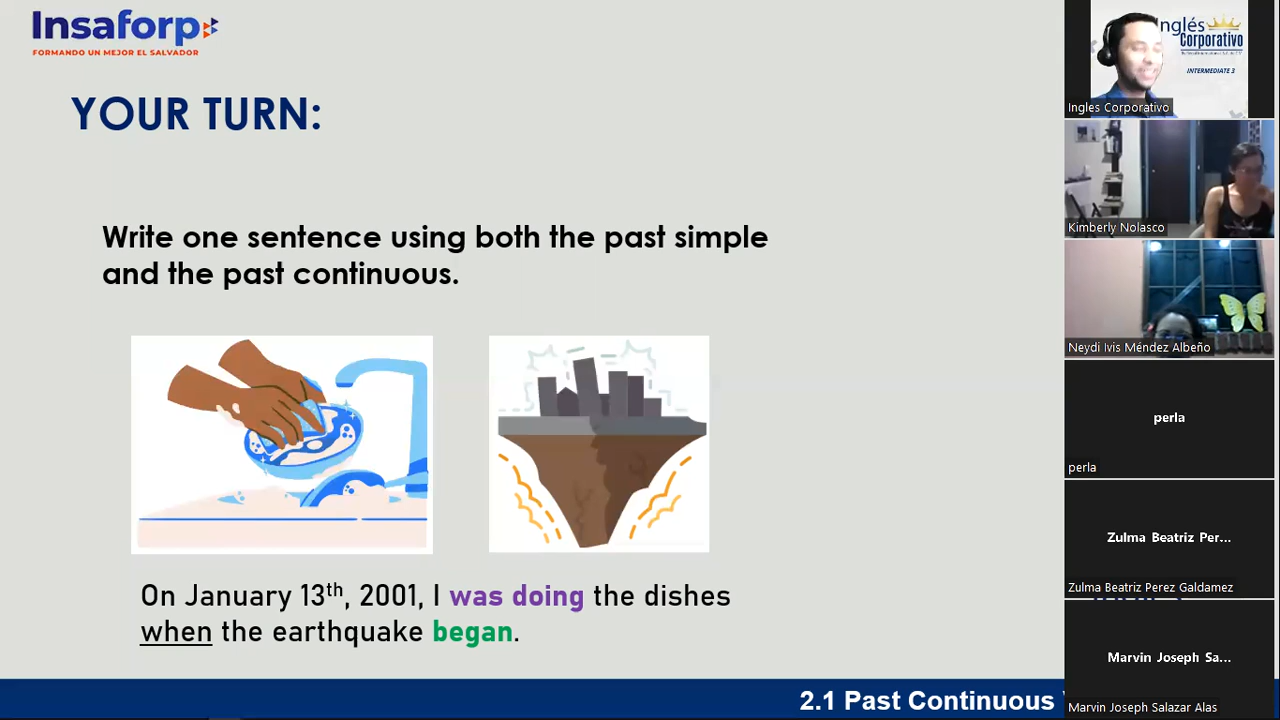 Insaforp
FORMANDO UN MEJOR EL SALVADOR
YOUR TURN:
Write one sentence using both the past simple
and the past continuous.
On January 13th, 2001, I was doing the dishes
when the earthquake began.
2.1 Past Continuous
Inglés
Corporativo
INTERMEDIATE 3
Ingles Corporativo
Kimberly Nolasco
Neydi Ivis Méndez Albeño
perla
perla
Zulma Beatriz Per...
Zulma Beatriz Perez Galdamez
Marvin Joseph Sa...
Marvin Joseph Salazar Alas